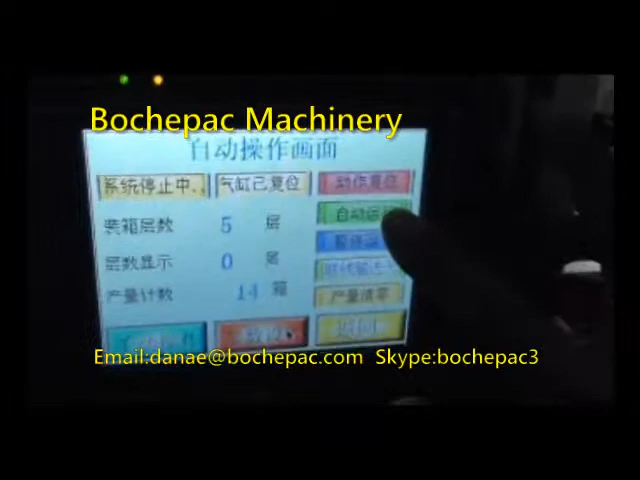 Bochepac Machinery
自动操作画面
系统停止中.. 气缸已复位 动作复位
装箱层数 5 层 自动运
层数显示 0 层
产量计数 14 箱 产量清零
返回
Email:danae@bochepac.com Skype:bochepac3